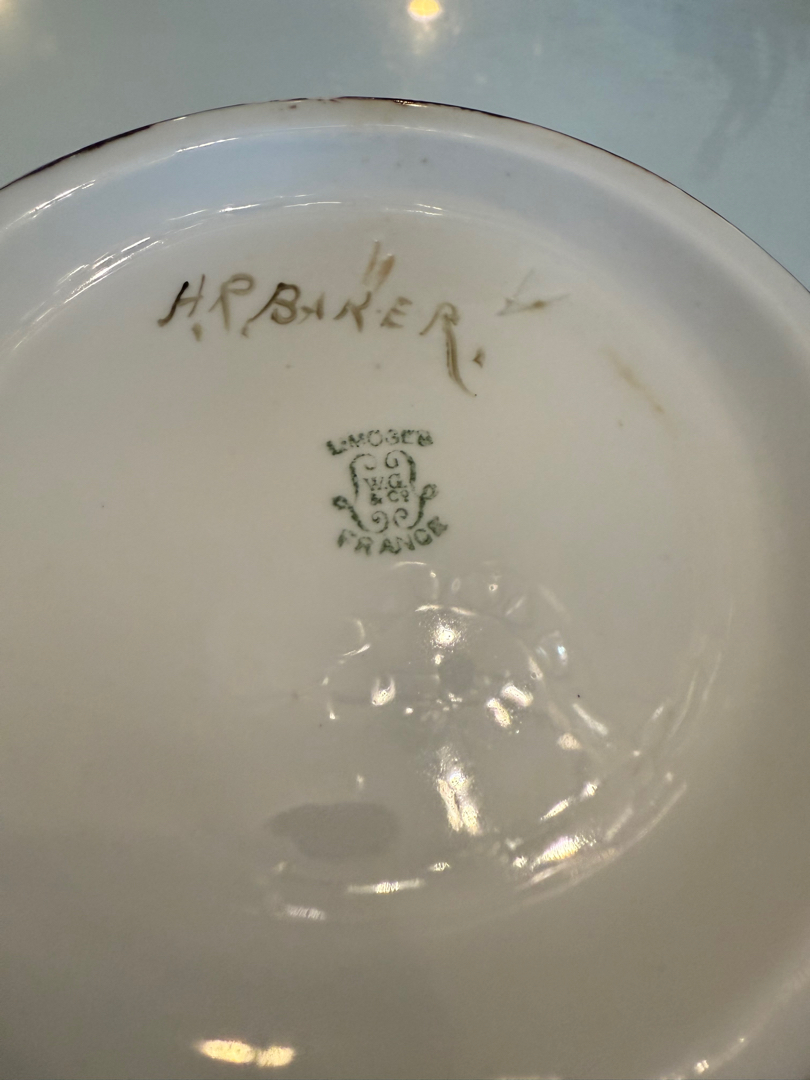 H.P. BAKER.
LIMOGES
W.G.
& Co
FRANCE